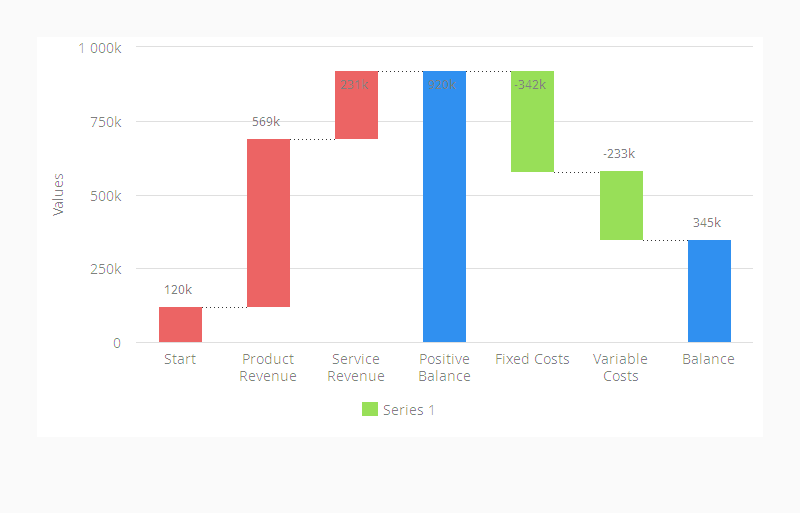 1 000k
750k
500k
250k
0
Values
120k
569k
231k
920k
-342k
-233k
345k
Start
Product
Revenue
Service
Revenue
Positive
Balance
Fixed Costs
Variable
Costs
Balance
Series 1